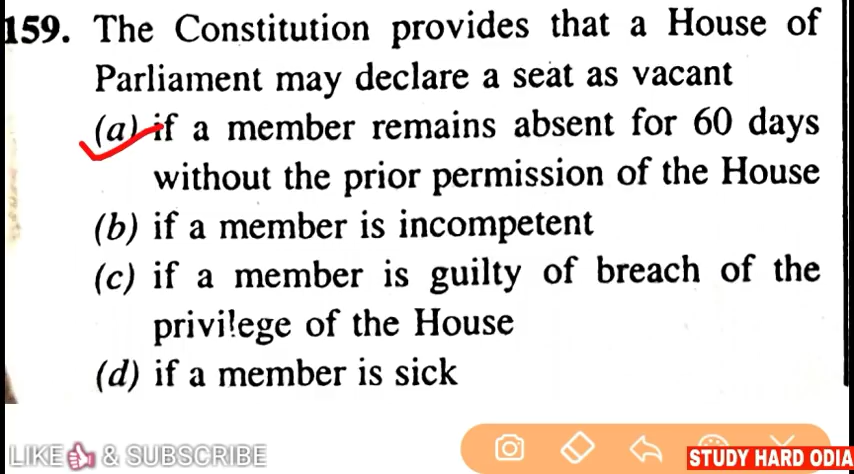 159. The Constitution provides that a House of
Parliament may declare a seat as vacant
(a) if a member remains absent for 60 days
without the prior permission of the House
(b) if a member is incompetent
(c) if a member is guilty of breach of the
privilege of the House
(d) if a member is sick
LIKE & SUBSCRIBE
STUDY HARD ODIA